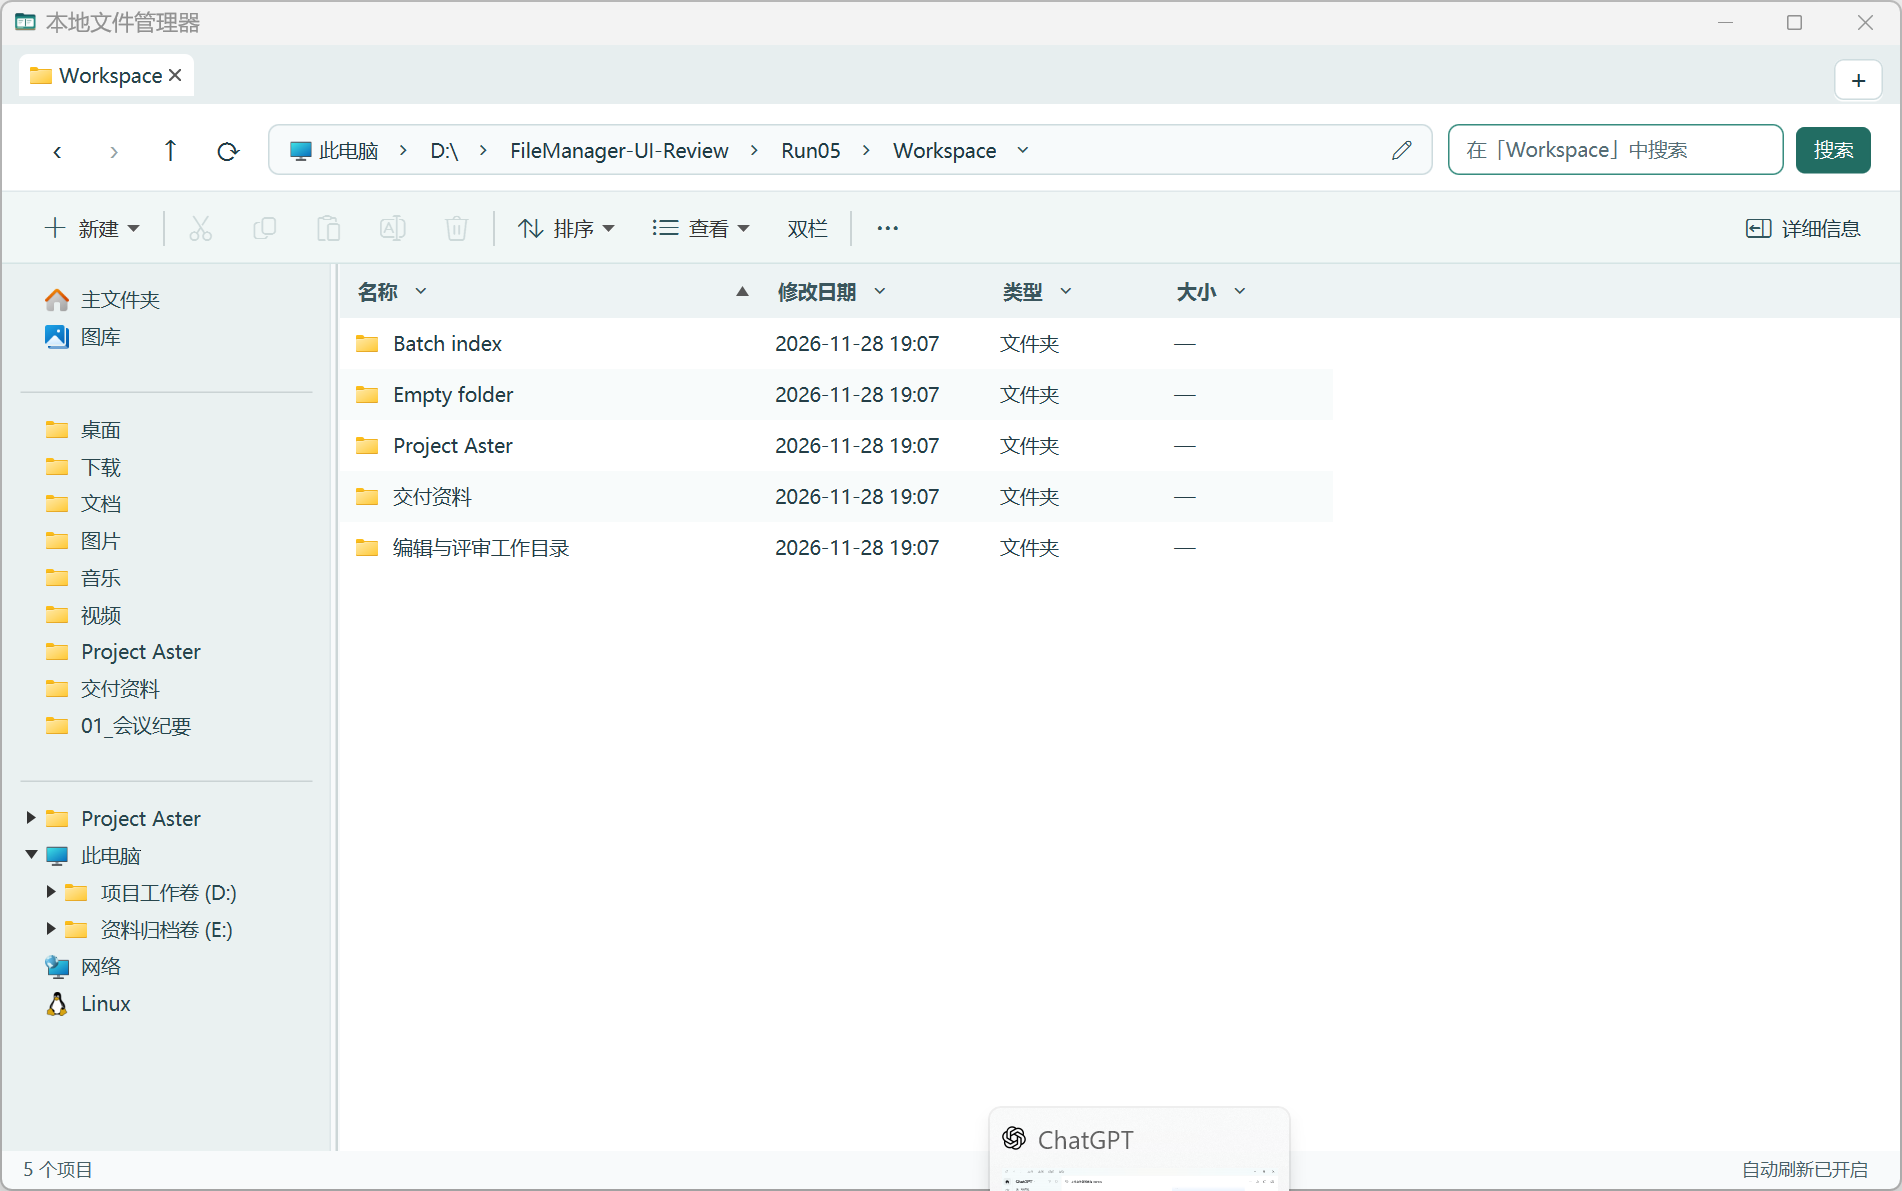 本地文件管理器
Workspace
此电脑 D:\ FileManager-UI-Review Run05 Workspace
在「Workspace」中搜索
搜索
新建
排序
查看
双栏
详细信息
主文件夹
图库
桌面
下载
文档
图片
音乐
视频
Project Aster
交付资料
01_会议纪要
Project Aster
此电脑
项目工作卷 (D:)
资料归档卷 (E:)
网络
Linux
名称 修改日期 类型 大小
Batch index 2026-11-28 19:07 文件夹 —
Empty folder 2026-11-28 19:07 文件夹 —
Project Aster 2026-11-28 19:07 文件夹 —
交付资料 2026-11-28 19:07 文件夹 —
编辑与评审工作目录 2026-11-28 19:07 文件夹 —
ChatGPT
5 个项目
自动刷新已开启